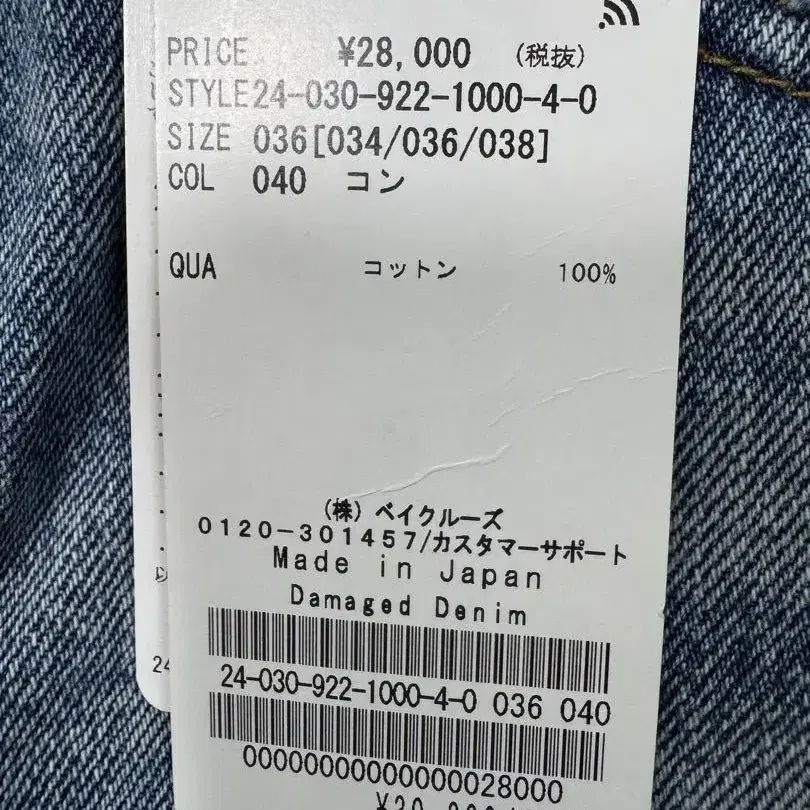 PRICE ¥28,000 (税抜)
STYLE24-030-922-1000-4-0
SIZE 036[034/036/038]
COL 040 コン
QUA コットン 100%
(株) ベイクルーズ
0120-301457/カスタマーサポート
Made in Japan
Damaged Denim
24-030-922-1000-4-0 036 040
00000000000000028000
以
24